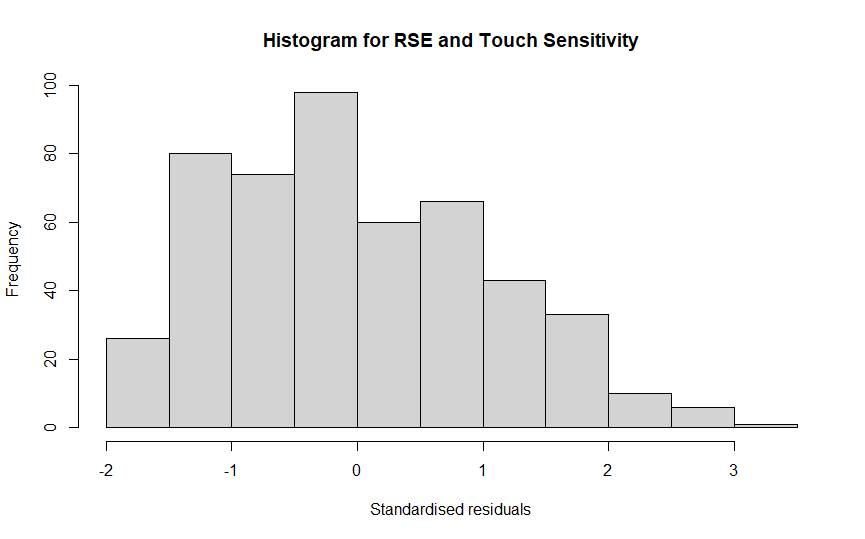 Histogram for RSE and Touch Sensitivity
Frequency
100
80
60
40
20
0
-2 -1 0 1 2 3
Standardised residuals